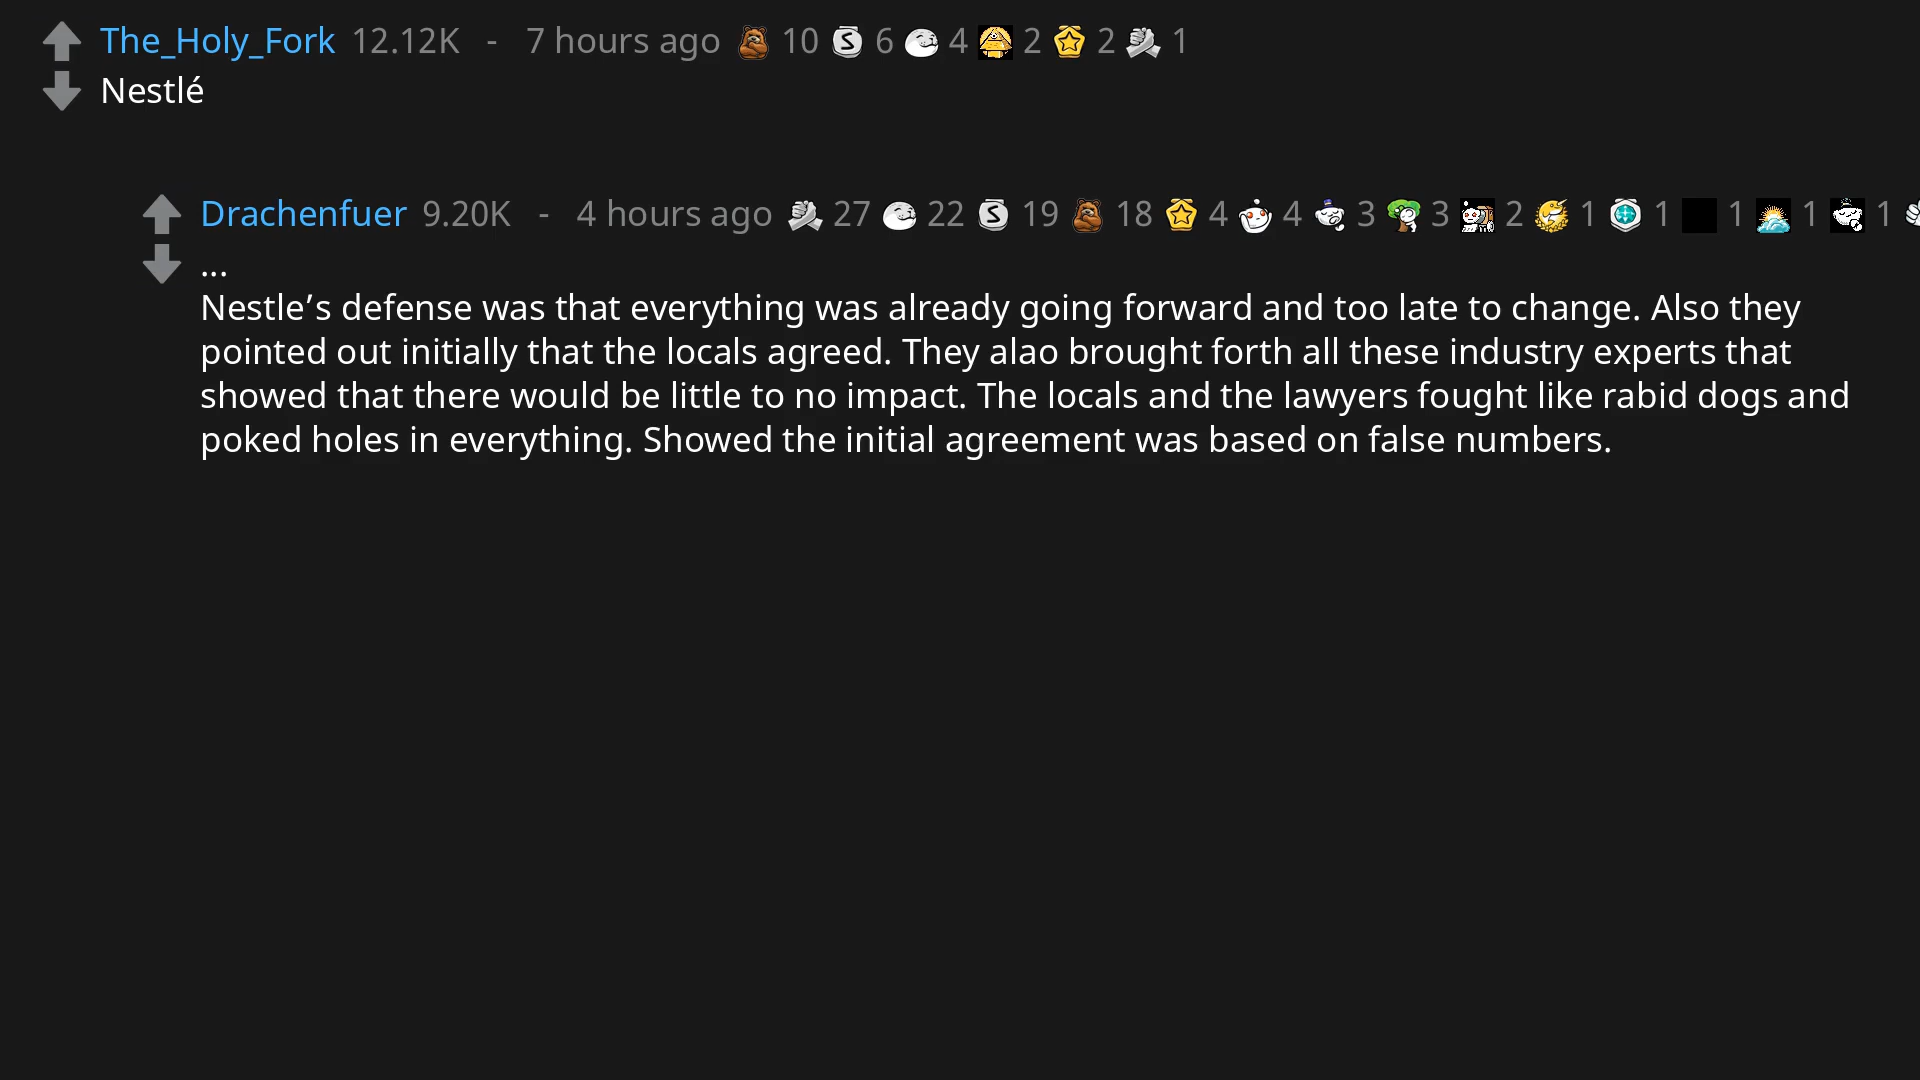 The_Holy_Fork 12.12K - 7 hours ago 10 6 4 2 2 1
Nestlé
Drachenfuer 9.20K - 4 hours ago 27 22 19 18 4 4 3 3 2 1 1 1 1 1
...
Nestle’s defense was that everything was already going forward and too late to change. Also they
pointed out initially that the locals agreed. They alao brought forth all these industry experts that
showed that there would be little to no impact. The locals and the lawyers fought like rabid dogs and
poked holes in everything. Showed the initial agreement was based on false numbers.